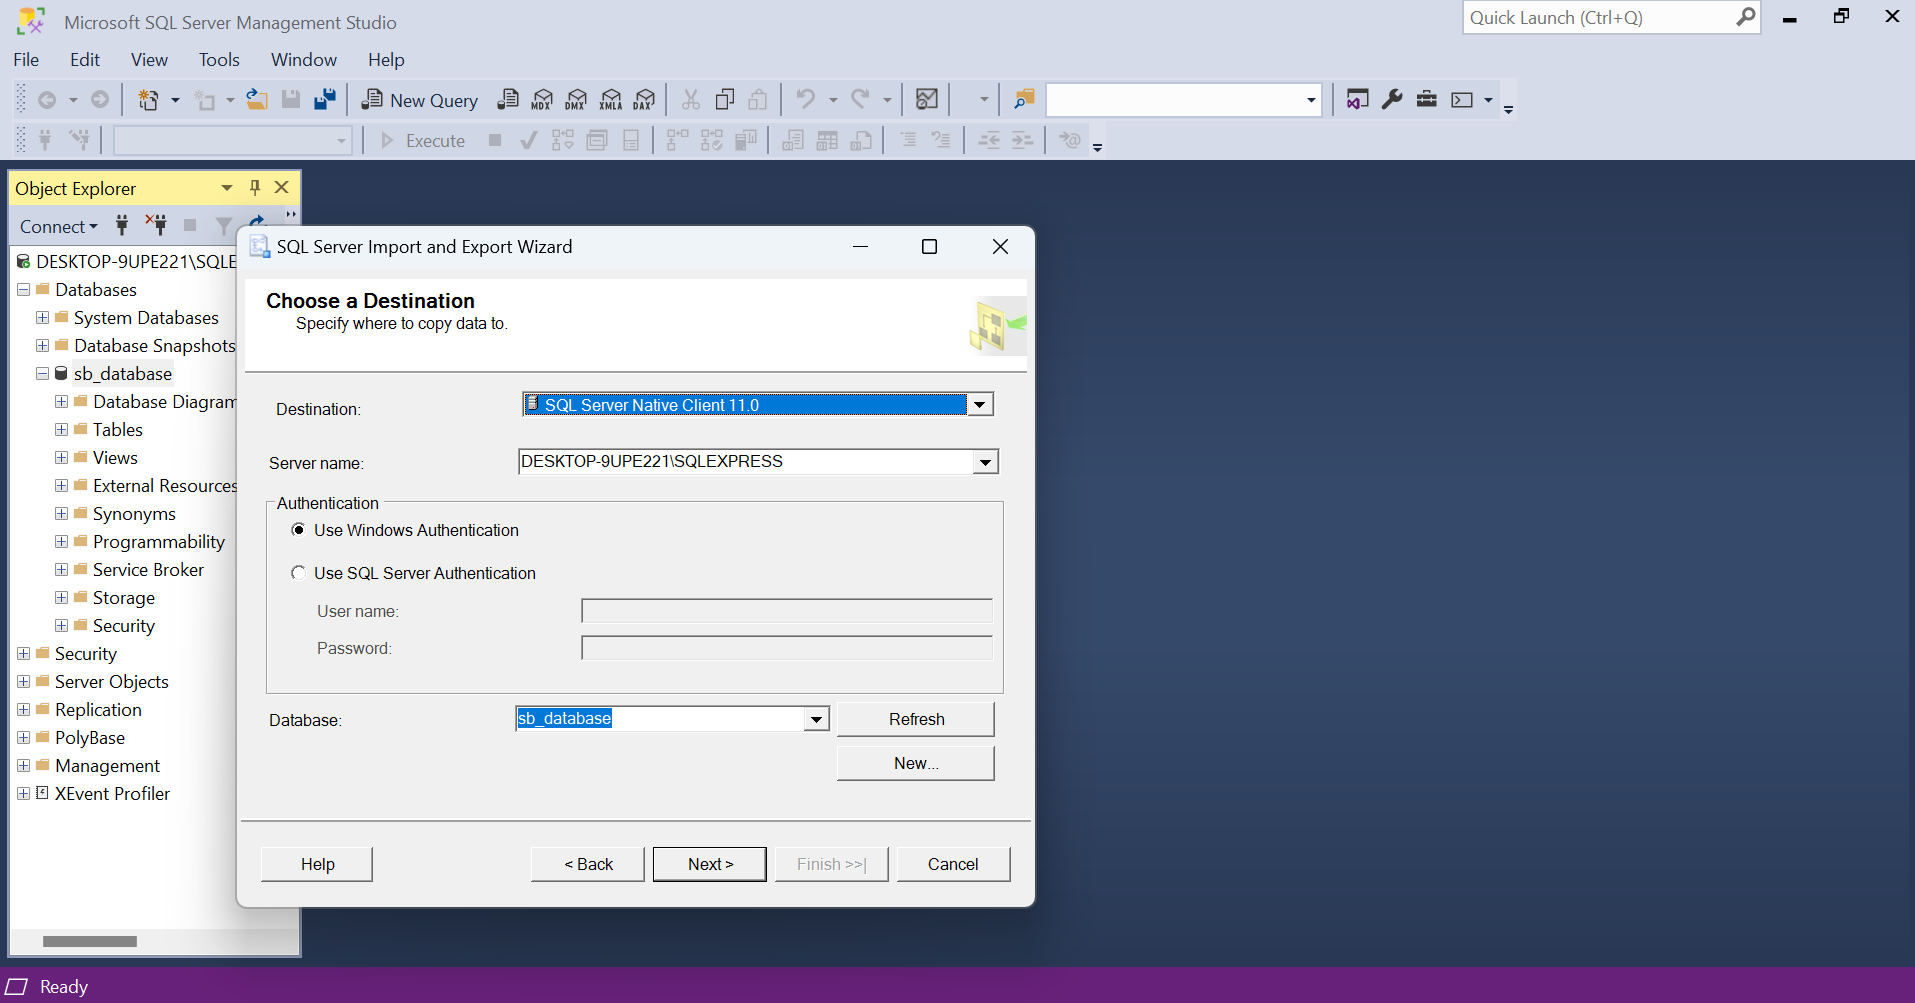 Microsoft SQL Server Management Studio
Quick Launch (Ctrl+Q)
File Edit View Tools Window Help
New Query MDX DMX XMLA DAX
Execute
Object Explorer
Connect
DESKTOP-9UPE221\SQLE
Databases
System Databases
Database Snapshots
sb_database
Database Diagram
Tables
Views
External Resources
Synonyms
Programmability
Service Broker
Storage
Security
Security
Server Objects
Replication
PolyBase
Management
XEvent Profiler
SQL Server Import and Export Wizard
Choose a Destination
Specify where to copy data to.
Destination: SQL Server Native Client 11.0
Server name: DESKTOP-9UPE221\SQLEXPRESS
Authentication
Use Windows Authentication
Use SQL Server Authentication
User name:
Password:
Database: sb_database Refresh
New...
Help < Back Next > Finish >>| Cancel
Ready